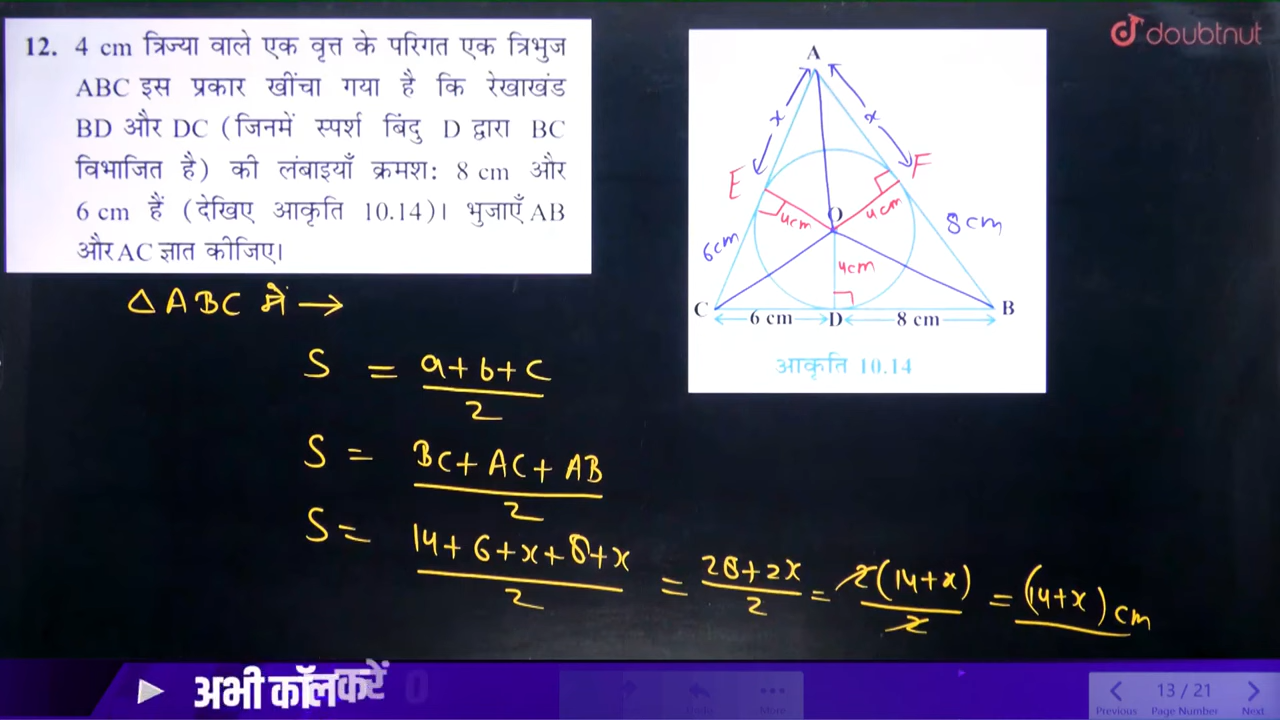 12. 4 cm त्रिज्या वाले एक वृत्त के परिगत एक त्रिभुज
ABC इस प्रकार खींचा गया है कि रेखाखंड
BD और DC (जिनमें स्पर्श बिंदु D द्वारा BC
विभाजित है) की लंबाइयाँ क्रमश: 8 cm और
6 cm हैं (देखिए आकृति 10.14)। भुजाएँ AB
और AC ज्ञात कीजिए।
doubtnut
A
x
x
E
F
O
4cm
4cm
6cm
8cm
4cm
C
B
6 cm
D
8 cm
आकृति 10.14
△ ABC में →
S = a+b+c
2
S = BC+AC+AB
2
S = 14+6+x+8+x
2
= 28+2x
2
= 2(14+x)
2
= (14+x) cm
अभी कॉल करें
Undo
More
13 / 21
Previous
Page Number
Next